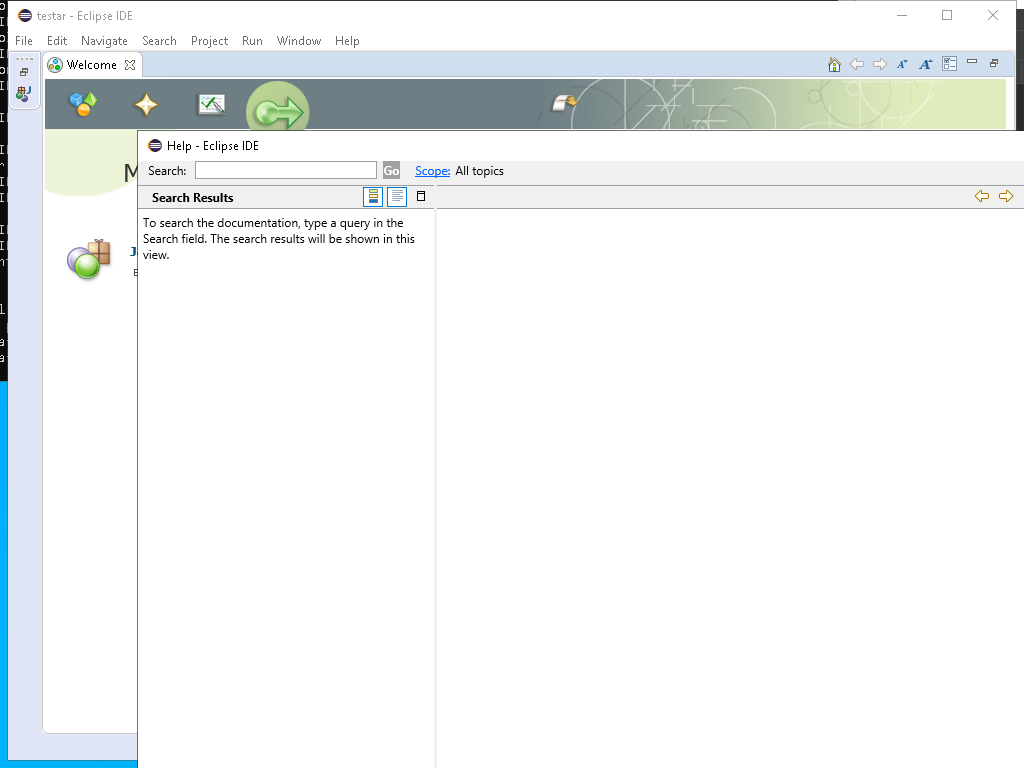 testar - Eclipse IDE
File Edit Navigate Search Project Run Window Help
Welcome
Help - Eclipse IDE
Search: Go Scope: All topics
Search Results
To search the documentation, type a query in the
Search field. The search results will be shown in this
view.